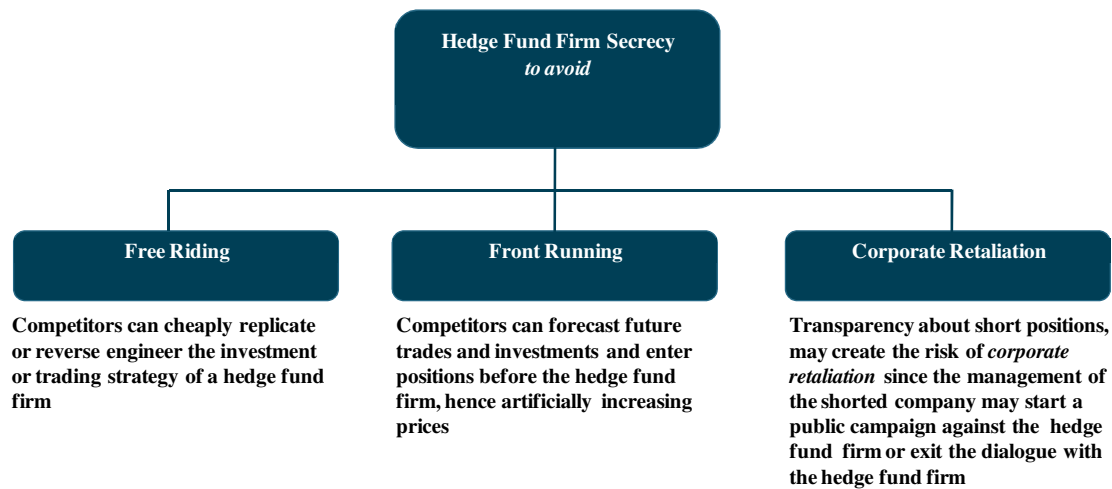 Hedge Fund Firm Secrecy
to avoid
Free Riding
Front Running
Corporate Retaliation
Competitors can cheaply replicate
or reverse engineer the investment
or trading strategy of a hedge fund
firm
Competitors can forecast future
trades and investments and enter
positions before the hedge fund
firm, hence artificially increasing
prices
Transparency about short positions,
may create the risk of corporate
retaliation since the management of
the shorted company may start a
public campaign against the hedge
fund firm or exit the dialogue with
the hedge fund firm